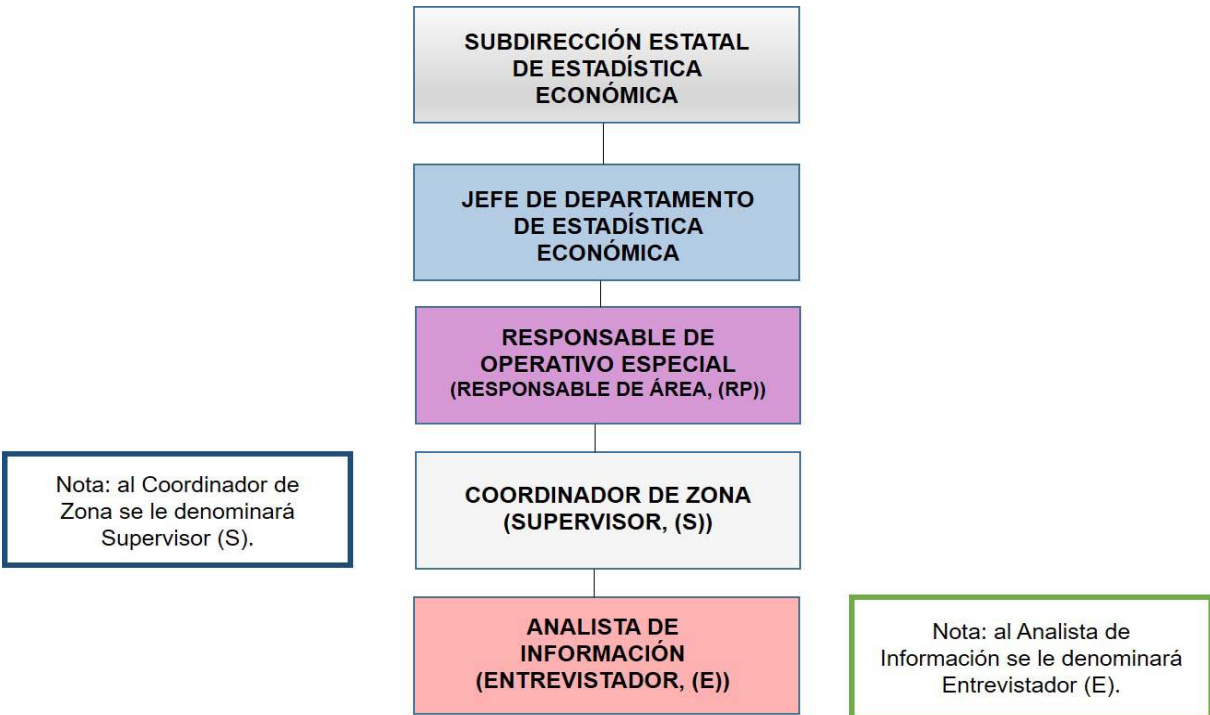 SUBDIRECCIÓN ESTATAL
DE ESTADÍSTICA
ECONÓMICA
JEFE DE DEPARTAMENTO
DE ESTADÍSTICA
ECONÓMICA
RESPONSABLE DE
OPERATIVO ESPECIAL
(RESPONSABLE DE ÁREA, (RP))
Nota: al Coordinador de
Zona se le denominará
Supervisor (S).
COORDINADOR DE ZONA
(SUPERVISOR, (S))
ANALISTA DE
INFORMACIÓN
(ENTREVISTADOR, (E))
Nota: al Analista de
Información se le denominará
Entrevistador (E).